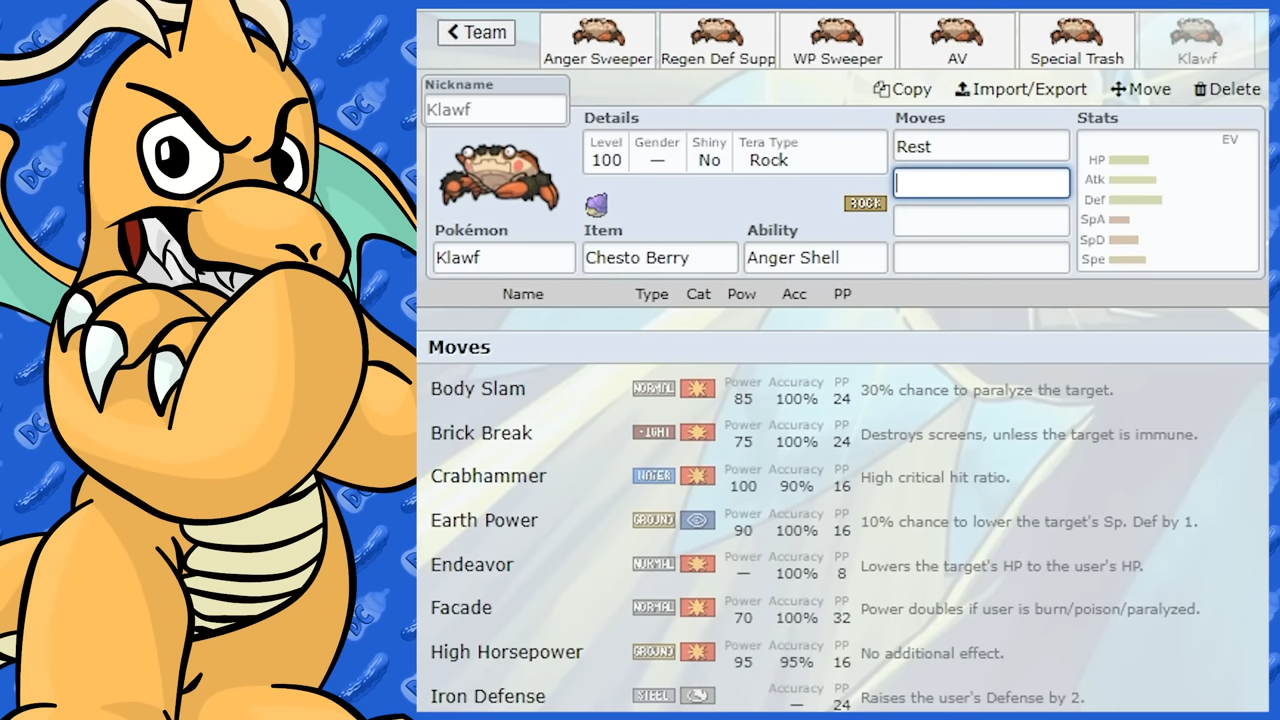 Team
Anger Sweeper
Regen Def Supp
WP Sweeper
AV
Special Trash
Klawf
Copy
Import/Export
Move
Delete
Nickname
Klawf
Details
Moves
Stats
Level Gender Shiny Tera Type
100 — No Rock
Rest
EV
HP
Atk
Def
SpA
SpD
Spe
ROCK
Pokémon Item Ability
Klawf Chesto Berry Anger Shell
Name Type Cat Pow Acc PP
Moves
Body Slam NORMAL Power 85 Accuracy 100% PP 24 30% chance to paralyze the target.
Brick Break Power 75 Accuracy 100% PP 24 Destroys screens, unless the target is immune.
Crabhammer WATER Power 100 Accuracy 90% PP 16 High critical hit ratio.
Earth Power GROUND Power 90 Accuracy 100% PP 16 10% chance to lower the target's Sp. Def by 1.
Endeavor NORMAL Power — Accuracy 100% PP 8 Lowers the target's HP to the user's HP.
Facade NORMAL Power 70 Accuracy 100% PP 32 Power doubles if user is burn/poison/paralyzed.
High Horsepower GROUND Power 95 Accuracy 95% PP 16 No additional effect.
Iron Defense STEEL Accuracy — PP 24 Raises the user's Defense by 2.
DC
DC
DC
DC
DC